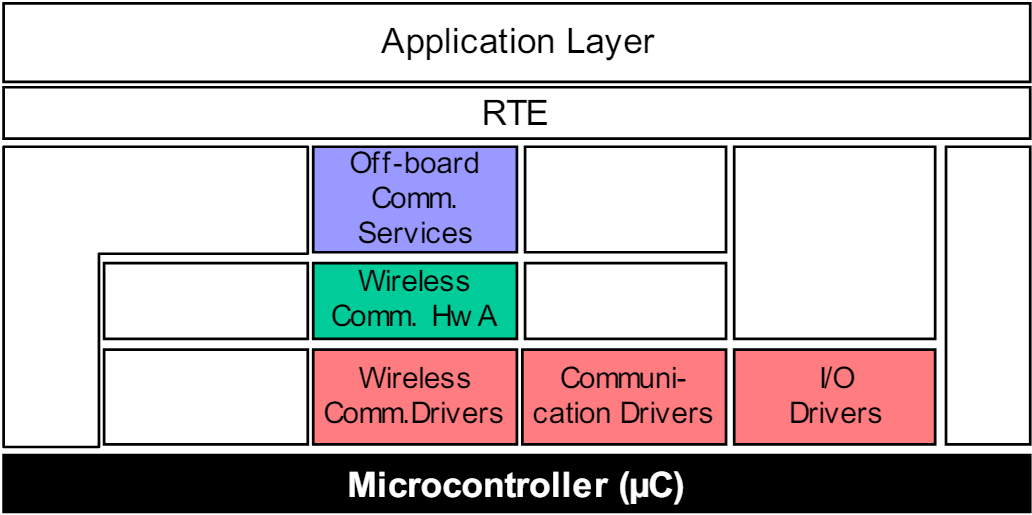 Application Layer
RTE
Off-board
Comm.
Services
Wireless
Comm. Hw A
Wireless
Comm.Drivers
Communi-
cation Drivers
I/O
Drivers
Microcontroller (µC)